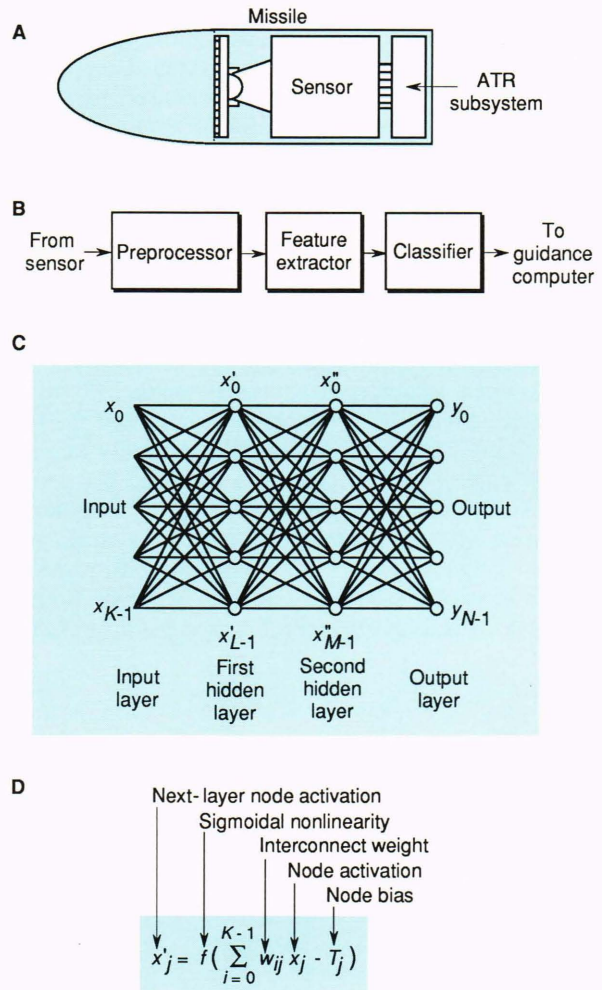 A
Missile
Sensor
ATR
subsystem
B
From
sensor
Preprocessor
Feature
extractor
Classifier
To
guidance
computer
C
x'0
x"0
x0
y0
Input
Output
xK-1
yN-1
x'L-1
x"M-1
Input
layer
First
hidden
layer
Second
hidden
layer
Output
layer
D
Next-layer node activation
Sigmoidal nonlinearity
Interconnect weight
Node activation
Node bias
K-1
x'j = f( Σ wij xj - Tj )
i = 0